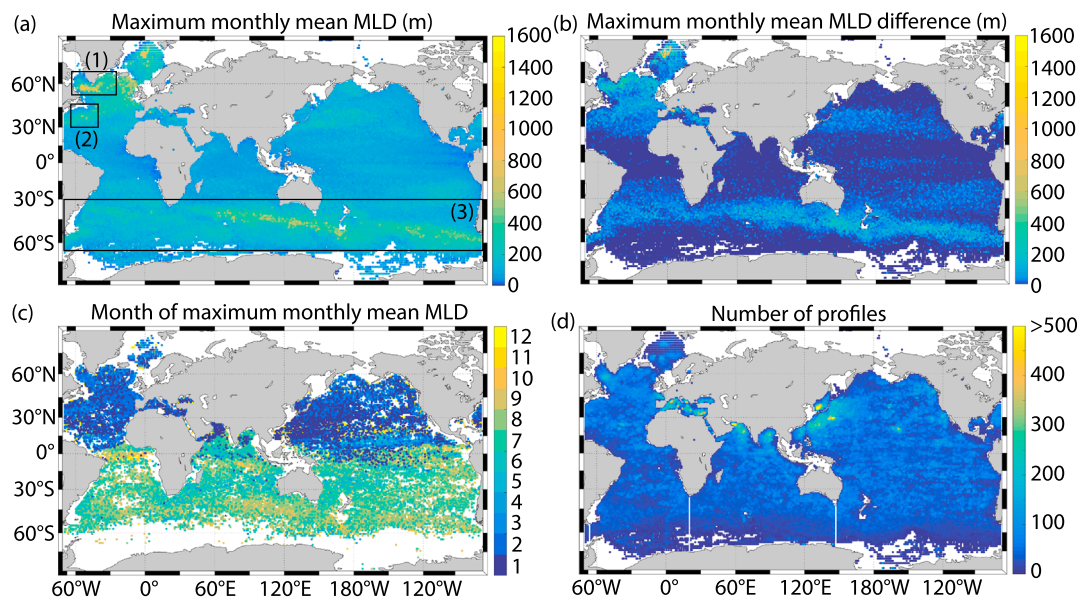 (a) Maximum monthly mean MLD (m)
60°N
30°N
0°
30°S
60°S
(1)
(2)
(3)
1600
1400
1200
1000
800
600
400
200
0
(b) Maximum monthly mean MLD difference (m)
1600
1400
1200
1000
800
600
400
200
0
(c) Month of maximum monthly mean MLD
60°N
30°N
0°
30°S
60°S
60°W 0° 60°E 120°E 180°W 120°W
12
11
10
9
8
7
6
5
4
3
2
1
(d) Number of profiles
60°W 0° 60°E 120°E 180°W 120°W
>500
400
300
200
100
0